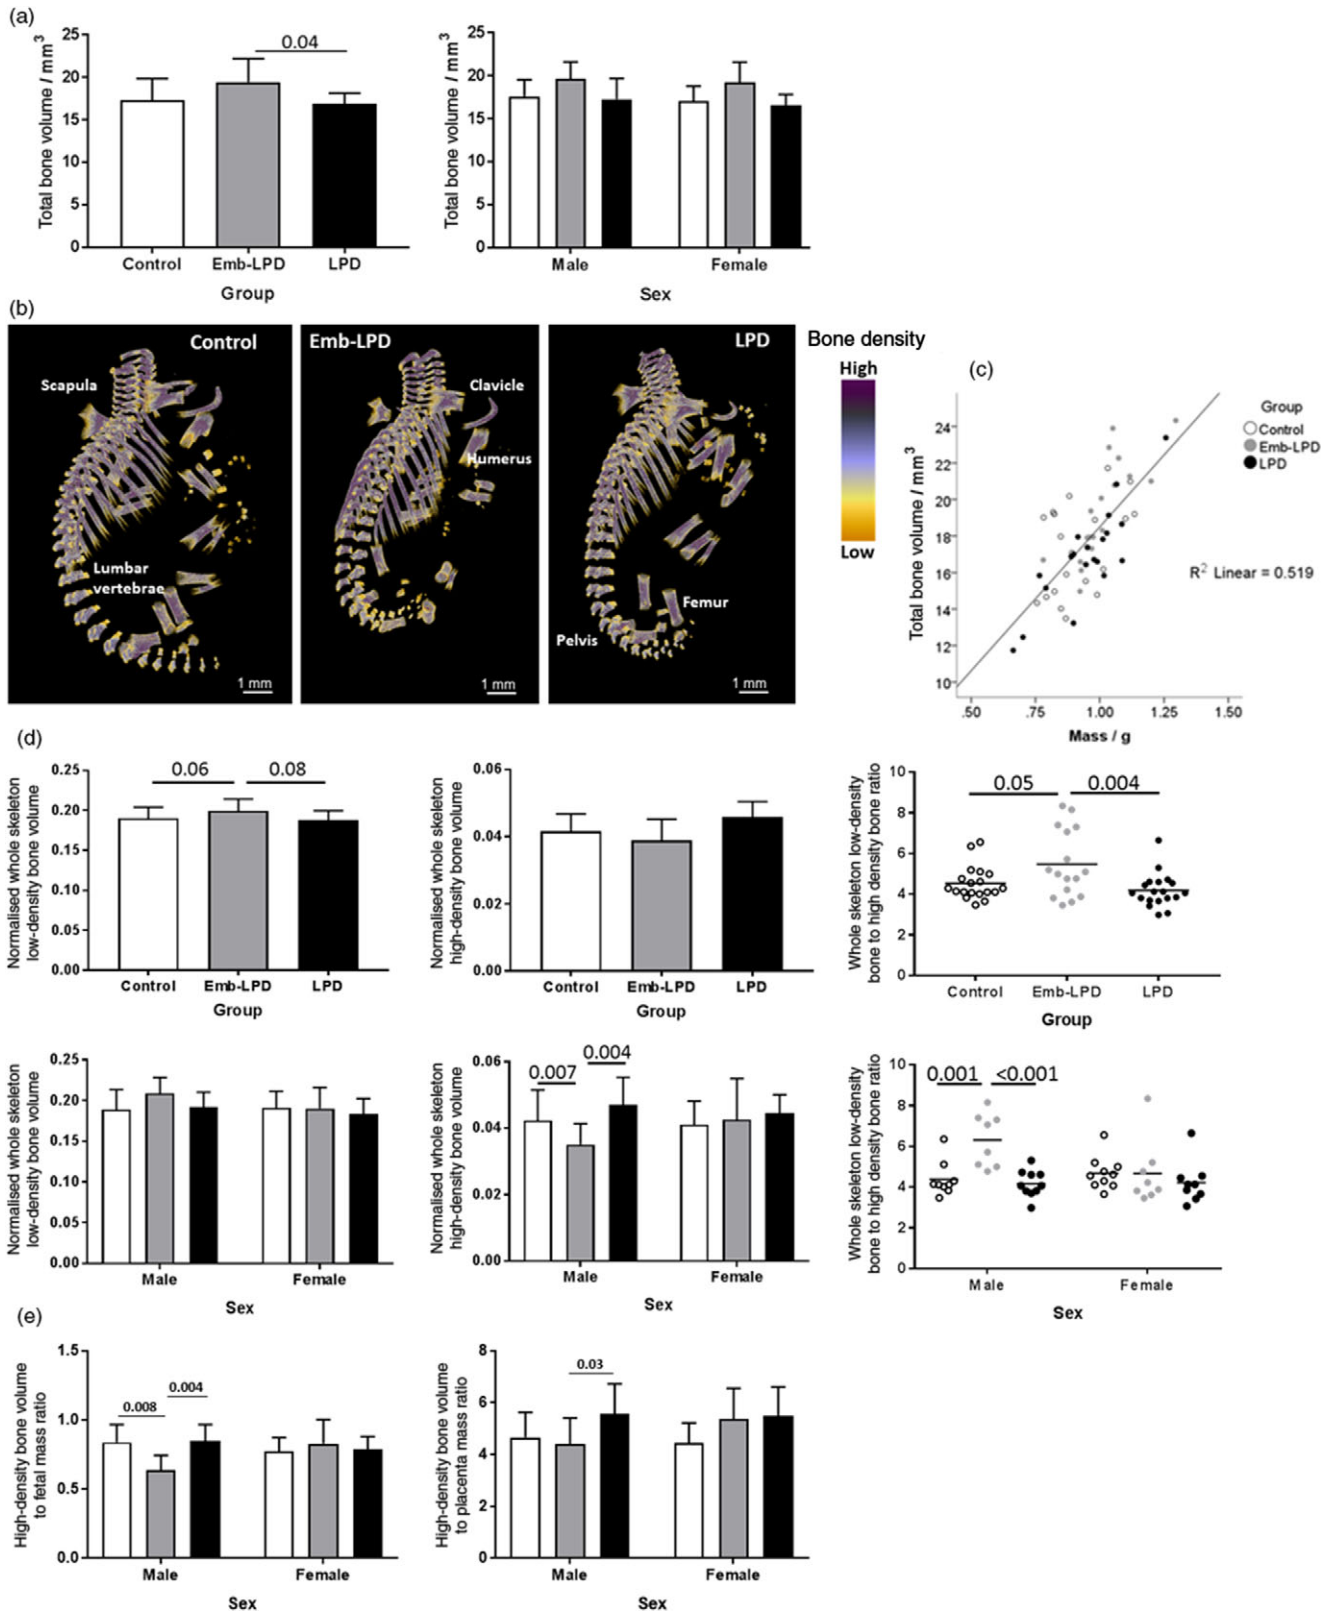 (a)
Total bone volume / mm³
25
20
15
10
5
0
0.04
Control
Emb-LPD
LPD
Group
Total bone volume / mm³
25
20
15
10
5
0
Male
Female
Sex
(b)
Control
Scapula
Lumbar
vertebrae
1 mm
Emb-LPD
Clavicle
Humerus
1 mm
LPD
Femur
Pelvis
1 mm
Bone density
High
Low
(c)
Total bone volume / mm³
24
22
20
18
16
14
12
10
.50
.75
1.00
1.25
1.50
Mass / g
Group
Control
Emb-LPD
LPD
R² Linear = 0.519
(d)
Normalised whole skeleton
low-density bone volume
0.25
0.20
0.15
0.10
0.05
0.00
0.06
0.08
Control
Emb-LPD
LPD
Group
Normalised whole skeleton
high-density bone volume
0.06
0.04
0.02
0.00
Control
Emb-LPD
LPD
Group
Whole skeleton low-density
bone to high density bone ratio
10
8
6
4
2
0
0.05
0.004
Control
Emb-LPD
LPD
Group
Normalised whole skeleton
low-density bone volume
0.25
0.20
0.15
0.10
0.05
0.00
Male
Female
Sex
Normalised whole skeleton
high-density bone volume
0.06
0.04
0.02
0.00
0.007
0.004
Male
Female
Sex
Whole skeleton low-density
bone to high density bone ratio
10
8
6
4
2
0
0.001
<0.001
Male
Female
Sex
(e)
High-density bone volume
to fetal mass ratio
1.5
1.0
0.5
0.0
0.008
0.004
Male
Female
Sex
High-density bone volume
to placenta mass ratio
8
6
4
2
0
0.03
Male
Female
Sex